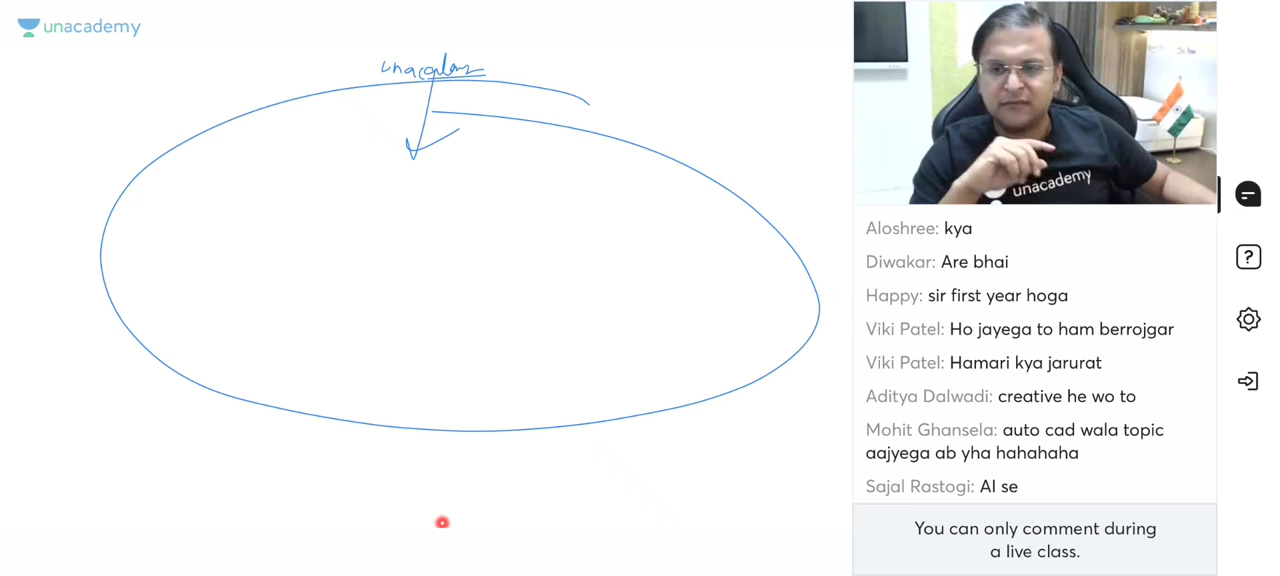 unacademy
unacademy
unacademy
Aloshree: kya
Diwakar: Are bhai
Happy: sir first year hoga
Viki Patel: Ho jayega to ham berrojgar
Viki Patel: Hamari kya jarurat
Aditya Dalwadi: creative he wo to
Mohit Ghansela: auto cad wala topic
aajyega ab yha hahahaha
Sajal Rastogi: AI se
You can only comment during
a live class.
?